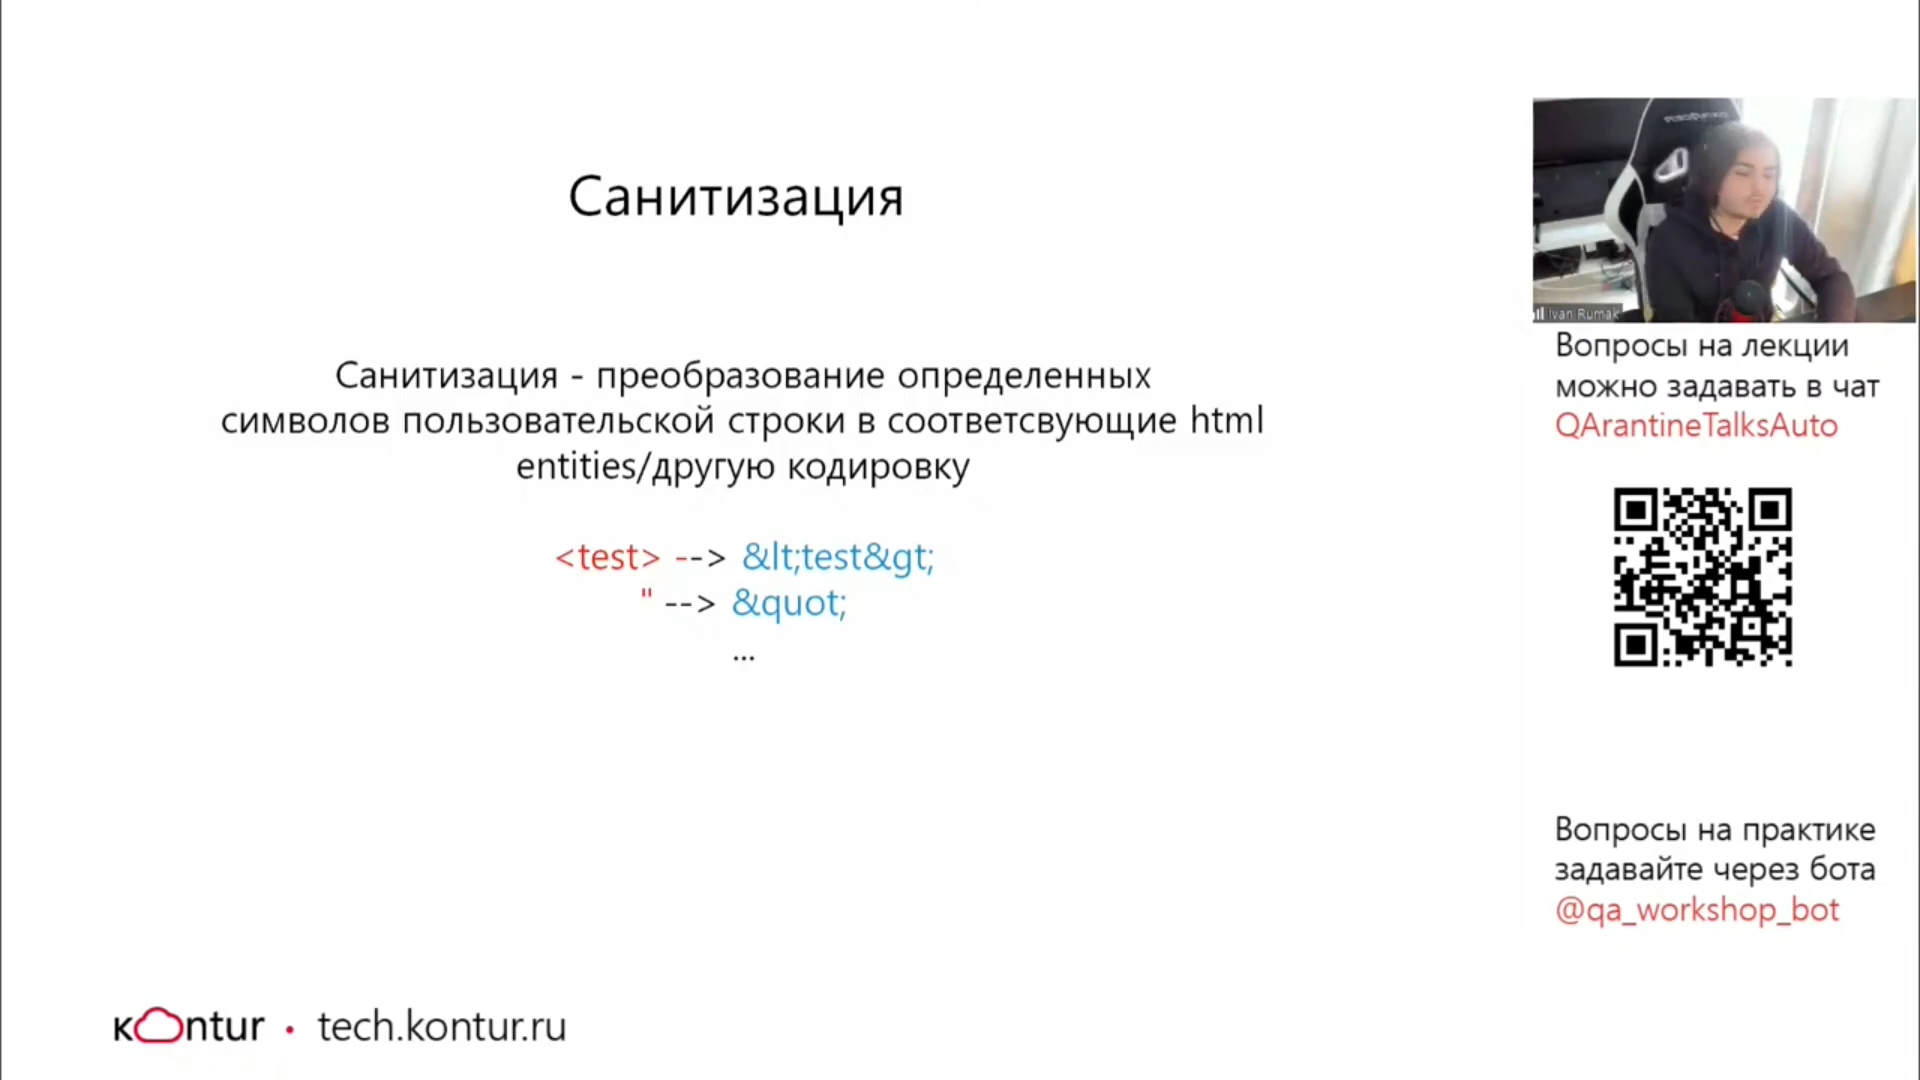 Санитизация
Санитизация - преобразование определенных
символов пользовательской строки в соответсвующие html
entities/другую кодировку
<test> --> &lt;test&gt;
" --> &quot;
...
Ivan Rumak
Вопросы на лекции
можно задавать в чат
QArantineTalksAuto
Вопросы на практике
задавайте через бота
@qa_workshop_bot
кontur • tech.kontur.ru